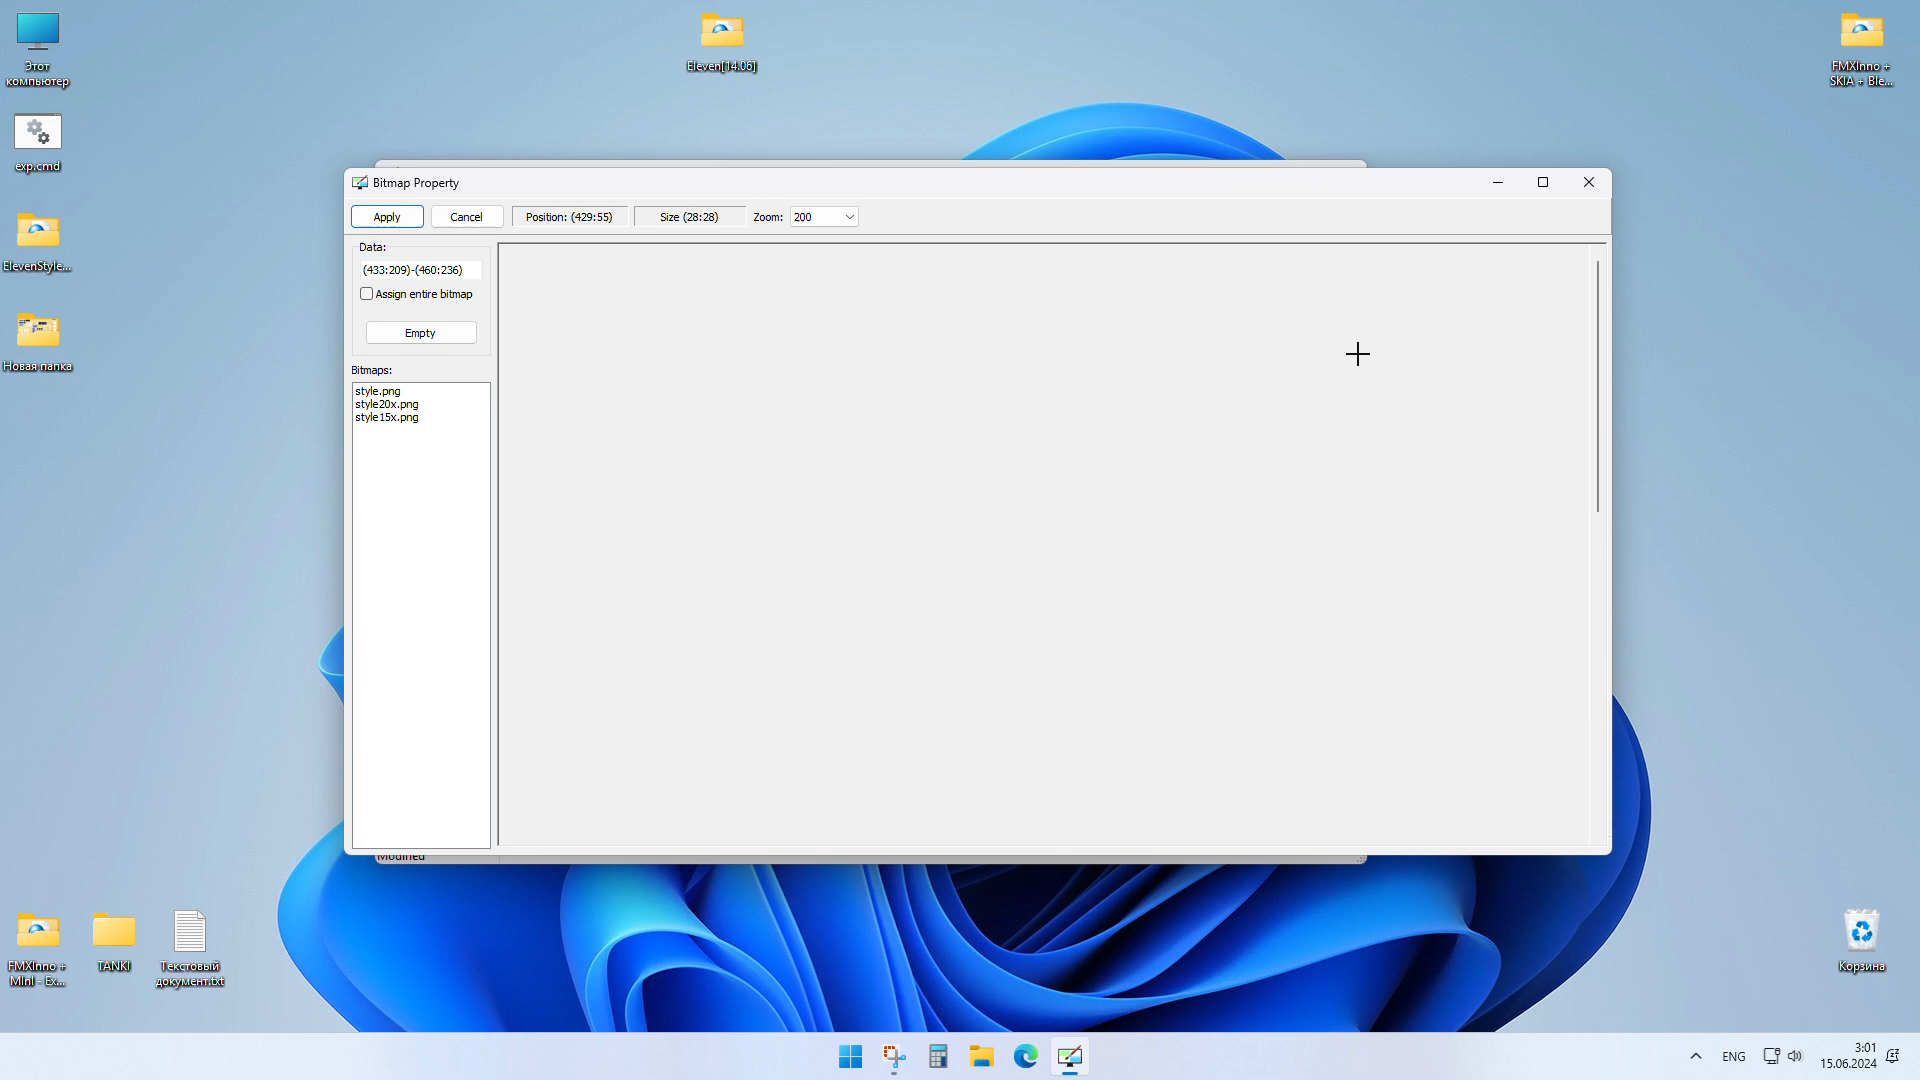 Этот
компьютер
Eleven[14.06]
FMXInno +
SKIA + Ble...
exp.cmd
Bitmap Property
Apply
Cancel
Position: (429:55)
Size (28:28)
Zoom:
200
Data:
(433:209)-(460:236)
Assign entire bitmap
ElevenStyle...
Empty
Новая папка
Bitmaps:
style.png
style20x.png
style15x.png
Modified
FMXInno +
MInI - Ex...
TANKI
Текстовый
документ.txt
Корзина
ENG
3:01
15.06.2024